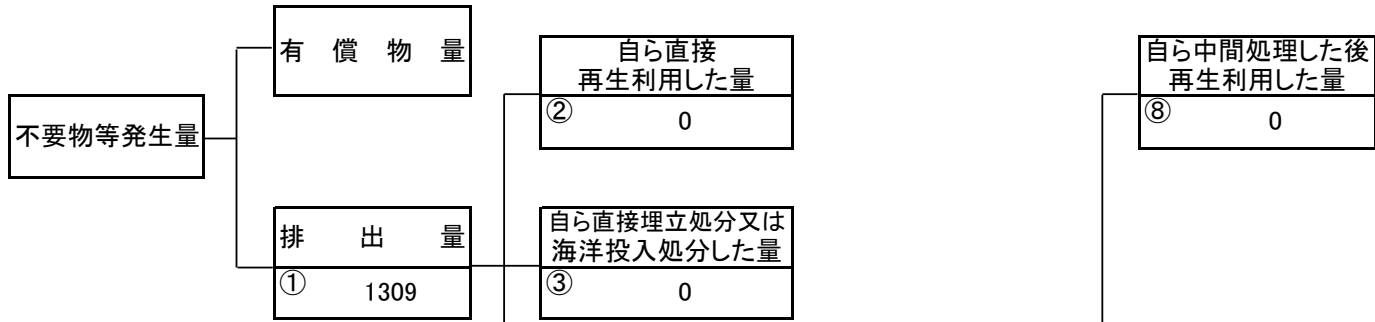 有償物量
自ら直接
再生利用した量
②
0
自ら中間処理した後
再生利用した量
⑧
0
不要物等発生量
排出量
①
1309
自ら直接埋立処分又は
海洋投入処分した量
③
0